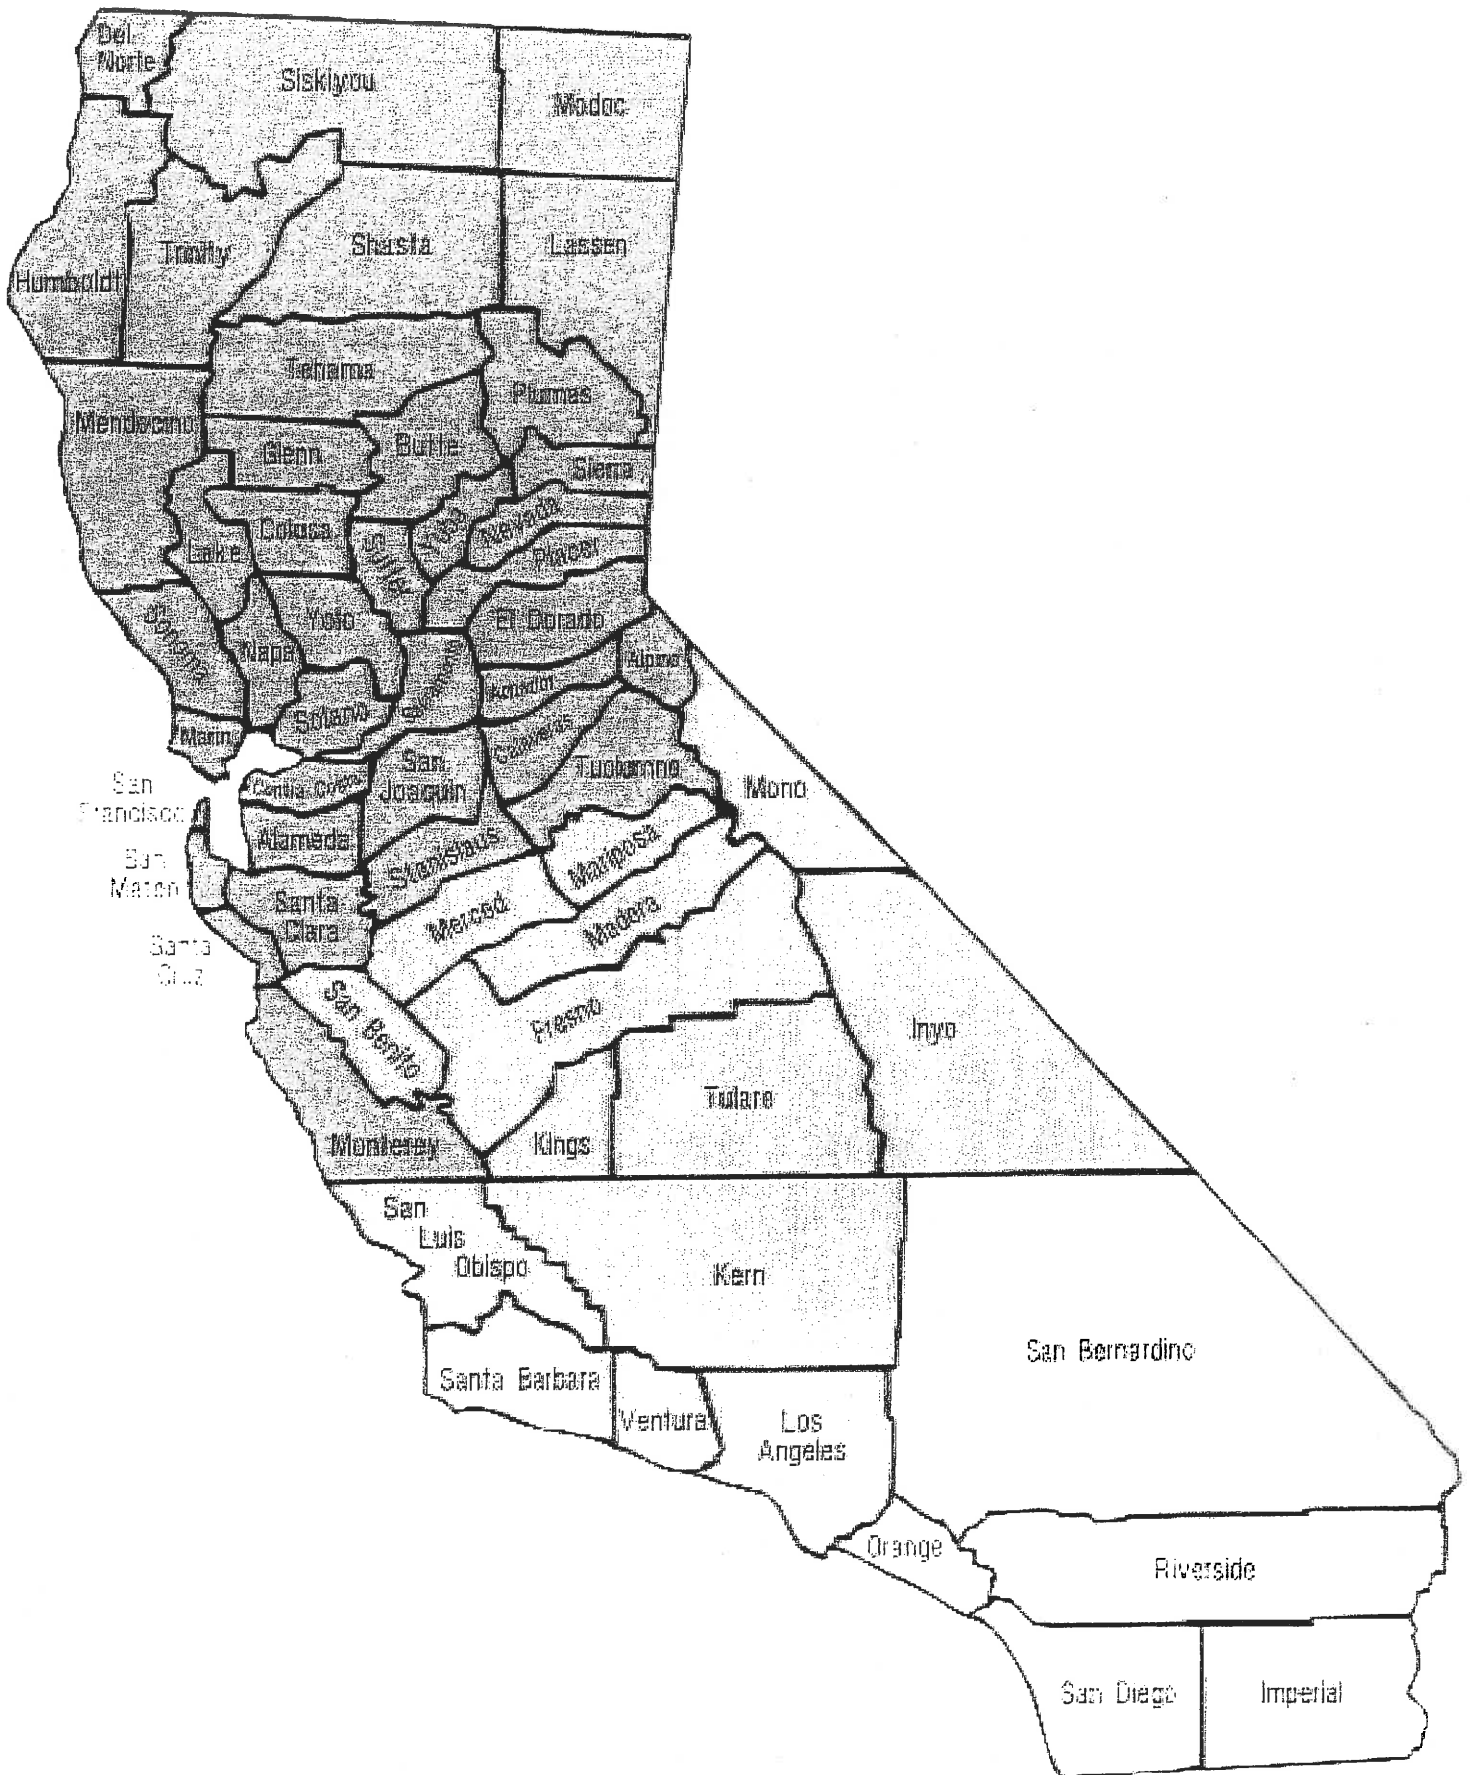 Del
Norte
Siskiyou
Modoc
Humboldt
Trinity
Shasta
Lassen
Tehama
Plumas
Mendocino
Glenn
Butte
Sierra
Colusa
Lake
Sutter
Yuba
Nevada
Placer
Sonoma
Napa
Yolo
El Dorado
Alpine
Amador
Sacramento
Solano
Marin
Calaveras
Tuolumne
San
Joaquin
Contra Costa
Mono
San
Francisco
Alameda
Stanislaus
Mariposa
San
Mateo
Santa
Clara
Merced
Madera
Santa
Cruz
San Benito
Fresno
Inyo
Tulare
Kings
Monterey
San
Luis
Obispo
Kern
San Bernardino
Santa Barbara
Ventura
Los
Angeles
Orange
Riverside
San Diego
Imperial